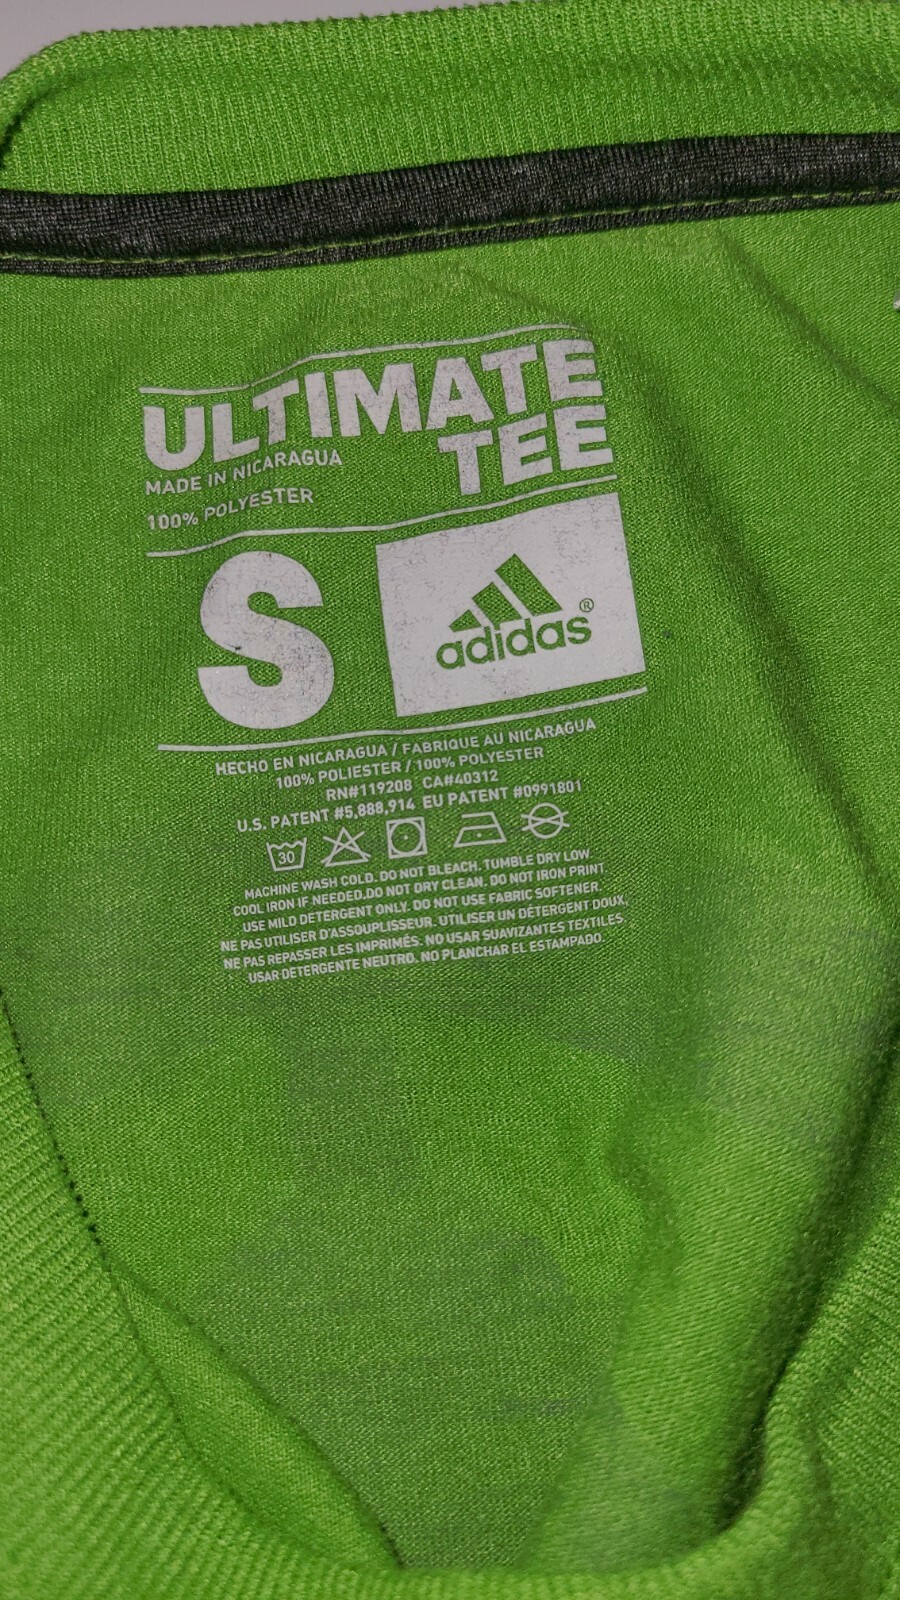 ULTIMATE
TEE
MADE IN NICARAGUA
100% POLYESTER
S
adidas®
HECHO EN NICARAGUA / FABRIQUE AU NICARAGUA
100% POLIESTER / 100% POLYESTER
RN#119208 CA#40312
U.S. PATENT #5,888,914 EU PATENT #0991801
30
MACHINE WASH COLD. DO NOT BLEACH. TUMBLE DRY LOW.
COOL IRON IF NEEDED.DO NOT DRY CLEAN. DO NOT IRON PRINT.
USE MILD DETERGENT ONLY. DO NOT USE FABRIC SOFTENER.
NE PAS UTILISER D'ASSOUPLISSEUR. UTILISER UN DÉTERGENT DOUX,
NE PAS REPASSER LES IMPRIMÉS. NO USAR SUAVIZANTES TEXTILES.
USAR DETERGENTE NEUTRO. NO PLANCHAR EL ESTAMPADO.